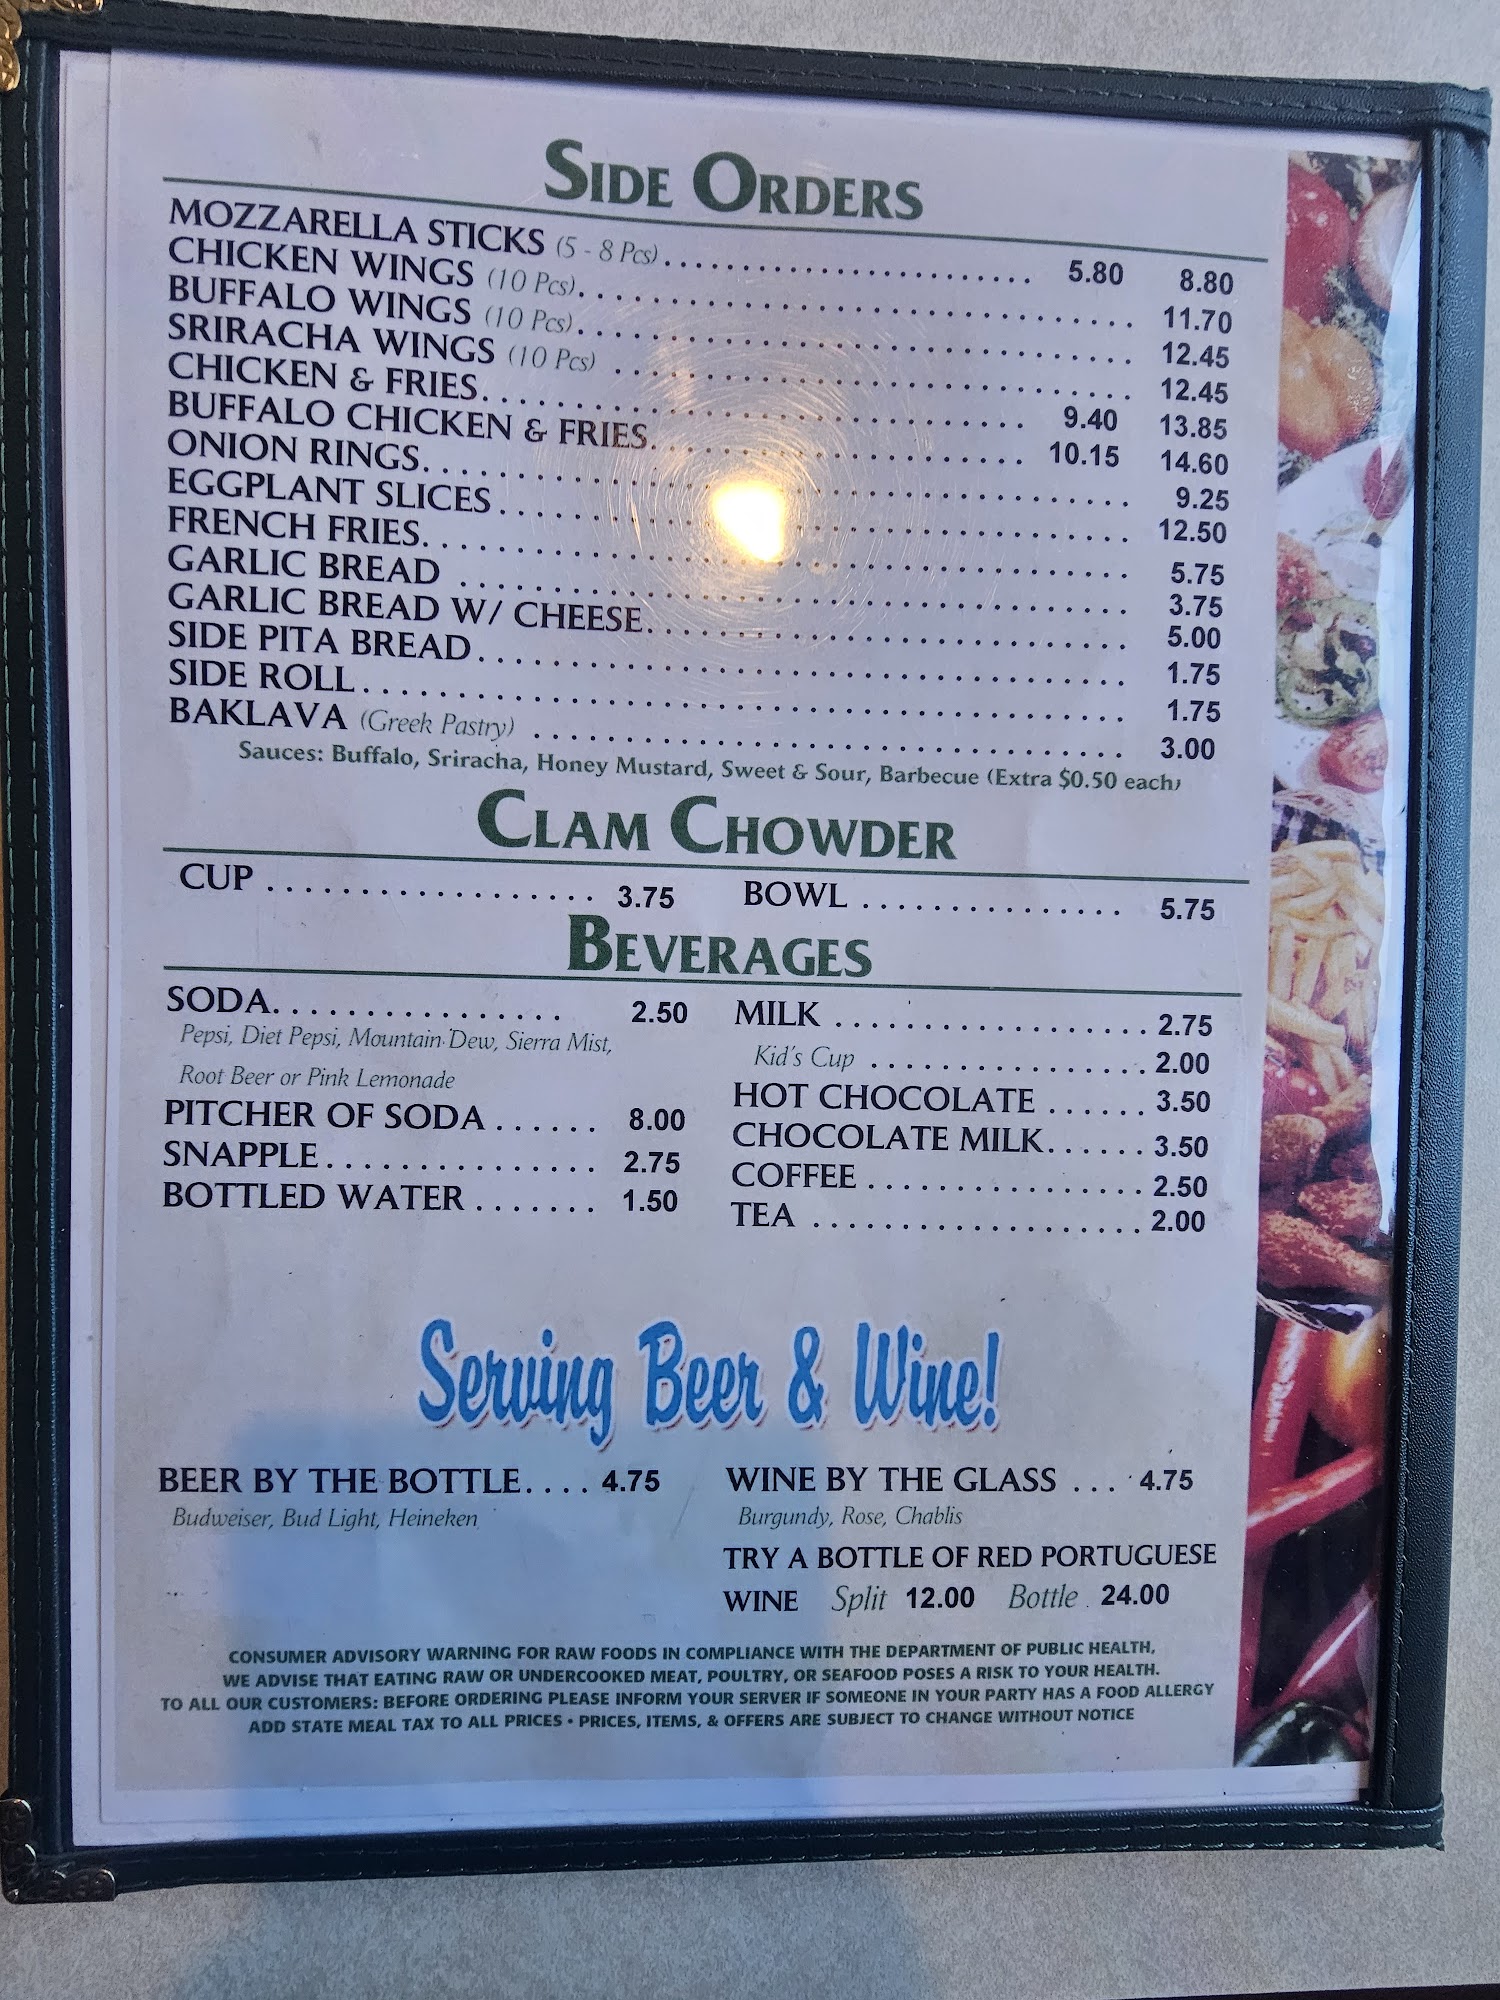 SIDE ORDERS
MOZZARELLA STICKS (5 - 8 Pcs) 5.80 8.80
CHICKEN WINGS (10 Pcs) 11.70
BUFFALO WINGS (10 Pcs) 12.45
SRIRACHA WINGS (10 Pcs) 12.45
CHICKEN & FRIES 9.40 13.85
BUFFALO CHICKEN & FRIES 10.15 14.60
ONION RINGS 9.25
EGGPLANT SLICES 12.50
FRENCH FRIES 5.75
GARLIC BREAD 3.75
GARLIC BREAD W/ CHEESE 5.00
SIDE PITA BREAD 1.75
SIDE ROLL 1.75
BAKLAVA (Greek Pastry) 3.00
Sauces: Buffalo, Sriracha, Honey Mustard, Sweet & Sour, Barbecue (Extra $0.50 each)
CLAM CHOWDER
CUP 3.75 BOWL 5.75
BEVERAGES
SODA 2.50
Pepsi, Diet Pepsi, Mountain Dew, Sierra Mist,
Root Beer or Pink Lemonade
PITCHER OF SODA 8.00
SNAPPLE 2.75
BOTTLED WATER 1.50
MILK 2.75
Kid's Cup 2.00
HOT CHOCOLATE 3.50
CHOCOLATE MILK 3.50
COFFEE 2.50
TEA 2.00
Serving Beer & Wine!
BEER BY THE BOTTLE 4.75
Budweiser, Bud Light, Heineken
WINE BY THE GLASS 4.75
Burgundy, Rose, Chablis
TRY A BOTTLE OF RED PORTUGUESE
WINE Split 12.00 Bottle 24.00
CONSUMER ADVISORY WARNING FOR RAW FOODS IN COMPLIANCE WITH THE DEPARTMENT OF PUBLIC HEALTH,
WE ADVISE THAT EATING RAW OR UNDERCOOKED MEAT, POULTRY, OR SEAFOOD POSES A RISK TO YOUR HEALTH.
TO ALL OUR CUSTOMERS: BEFORE ORDERING PLEASE INFORM YOUR SERVER IF SOMEONE IN YOUR PARTY HAS A FOOD ALLERGY
ADD STATE MEAL TAX TO ALL PRICES • PRICES, ITEMS, & OFFERS ARE SUBJECT TO CHANGE WITHOUT NOTICE